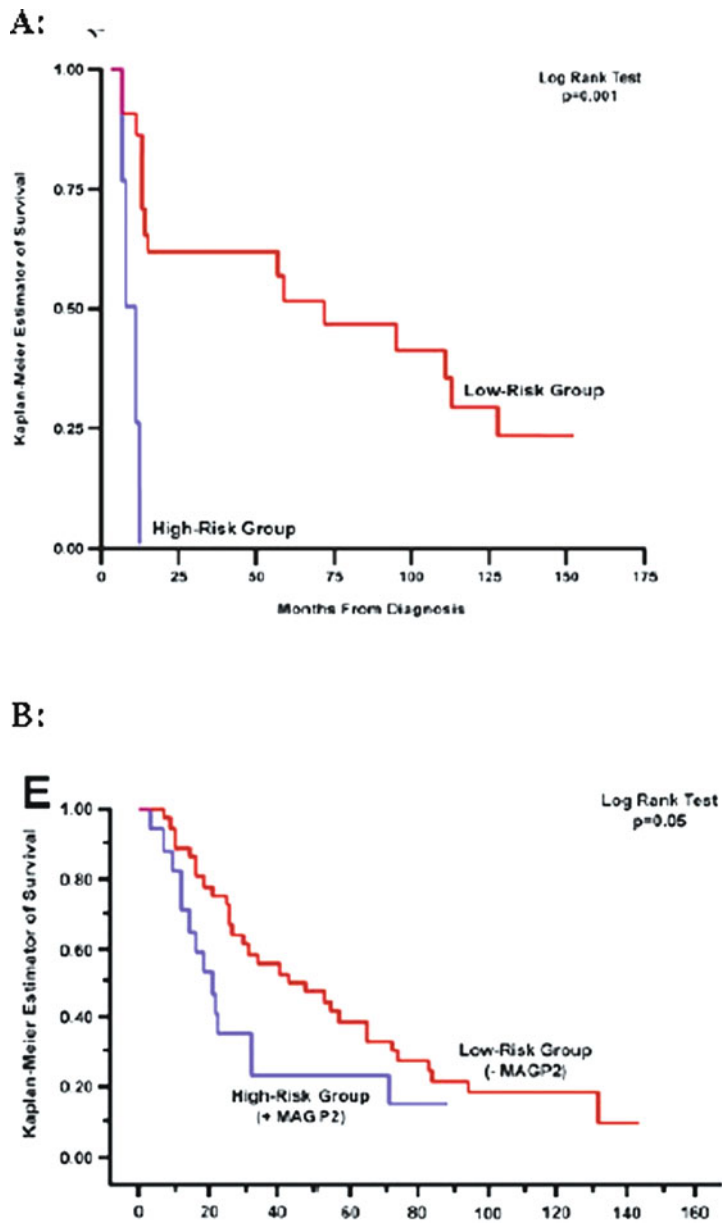 A:
Log Rank Test
p=0.001
Kaplan-Meier Estimator of Survival
1.00
0.75
0.50
0.25
0.00
Low-Risk Group
High-Risk Group
0 25 50 75 100 125 150 175
Months From Diagnosis
B:
E
Log Rank Test
p=0.05
Kaplan-Meier Estimator of Survival
1.00
0.80
0.60
0.40
0.20
0.00
Low-Risk Group
(- MAGP2)
High-Risk Group
(+ MAGP2)
0 20 40 60 80 100 120 140 160